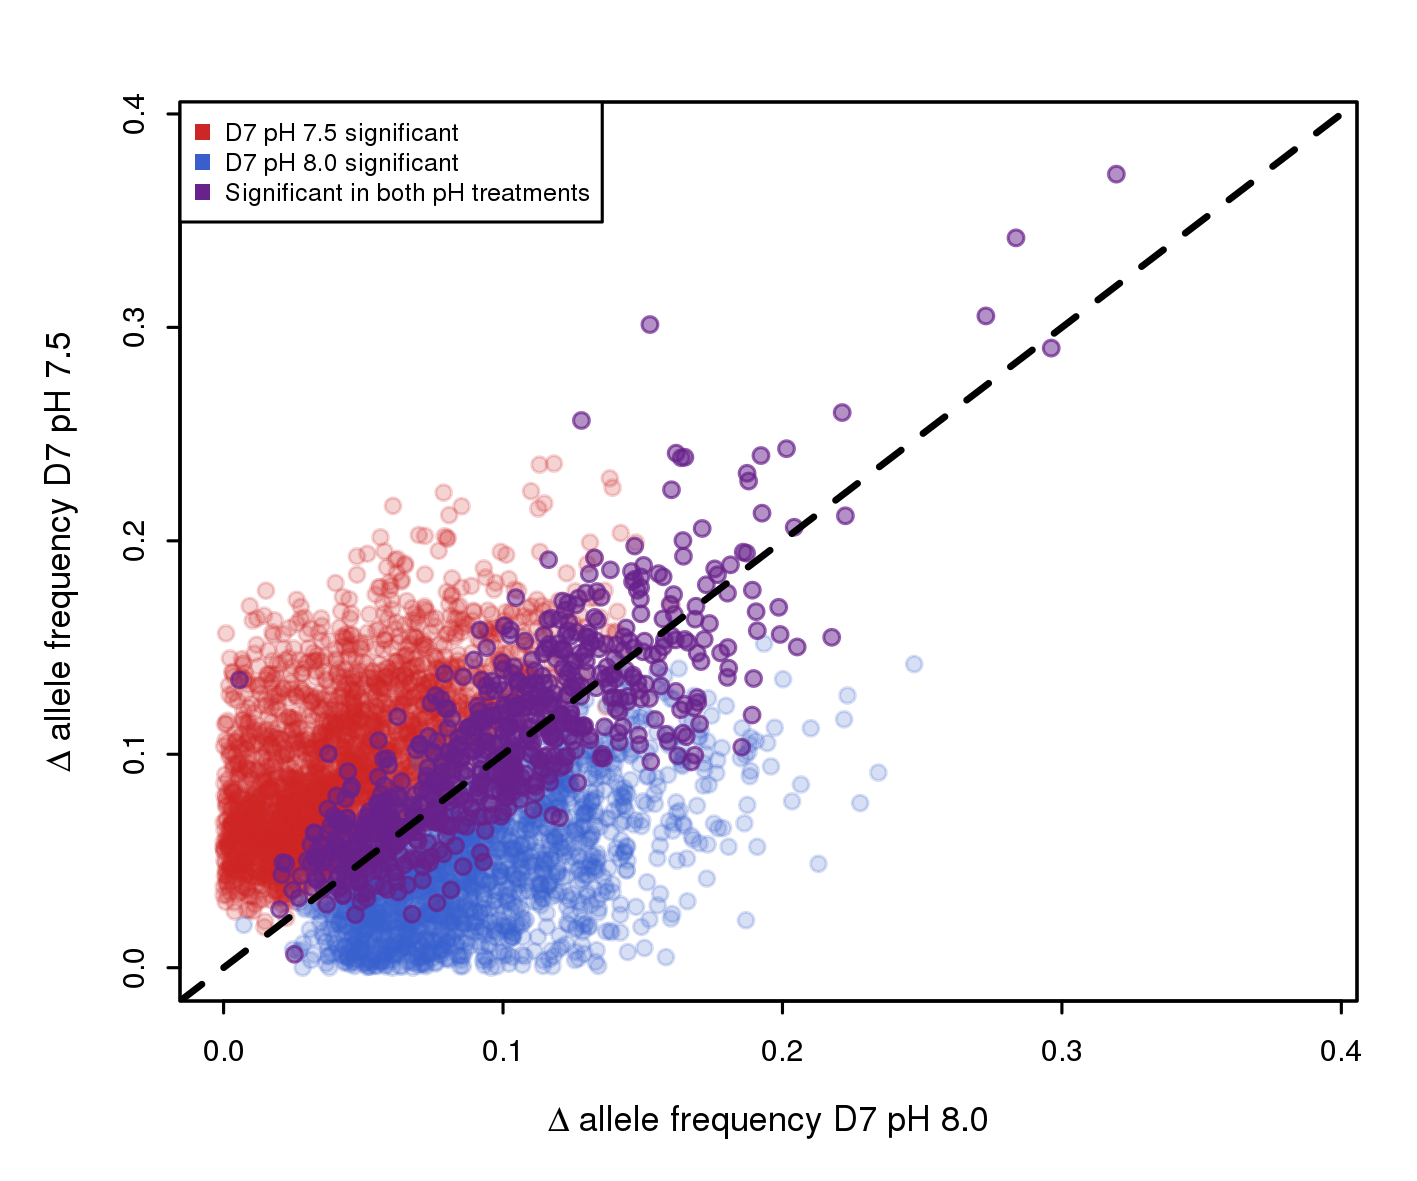 D7 pH 7.5 significant
D7 pH 8.0 significant
Significant in both pH treatments
0.4
0.3
0.2
0.1
0.0
Δ allele frequency D7 pH 7.5
0.0 0.1 0.2 0.3 0.4
Δ allele frequency D7 pH 8.0